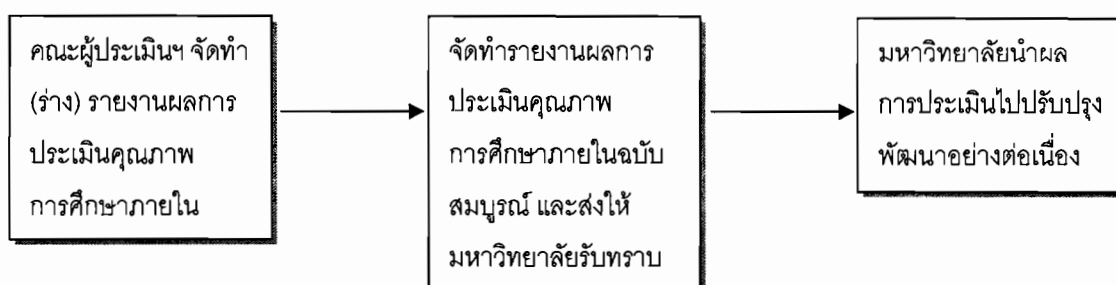 คณะผู้ประเมินฯ จัดทำ
(ร่าง) รายงานผลการ
ประเมินคุณภาพ
การศึกษาภายใน
จัดทำรายงานผลการ
ประเมินคุณภาพ
การศึกษาภายในฉบับ
สมบูรณ์ และส่งให้
มหาวิทยาลัยรับทราบ
มหาวิทยาลัยนำผล
การประเมินไปปรับปรุง
พัฒนาอย่างต่อเนื่อง